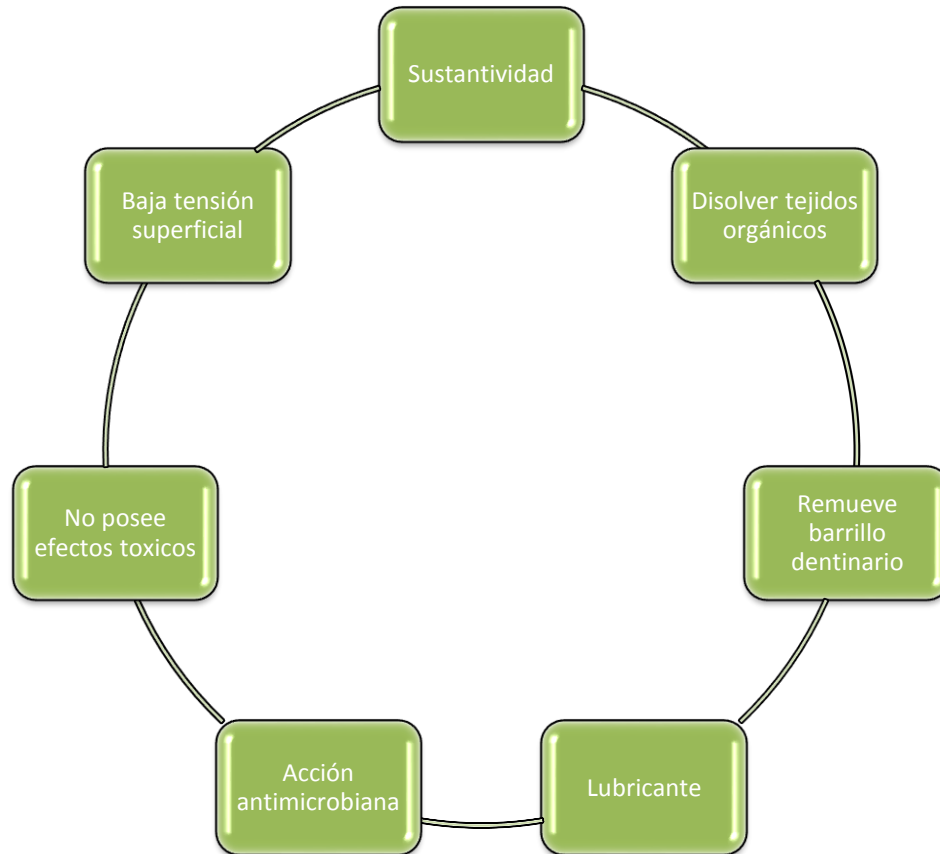 Sustantividad
Disolver tejidos
orgánicos
Remueve
barrillo
dentinario
Lubricante
Acción
antimicrobiana
No posee
efectos toxicos
Baja tensión
superficial